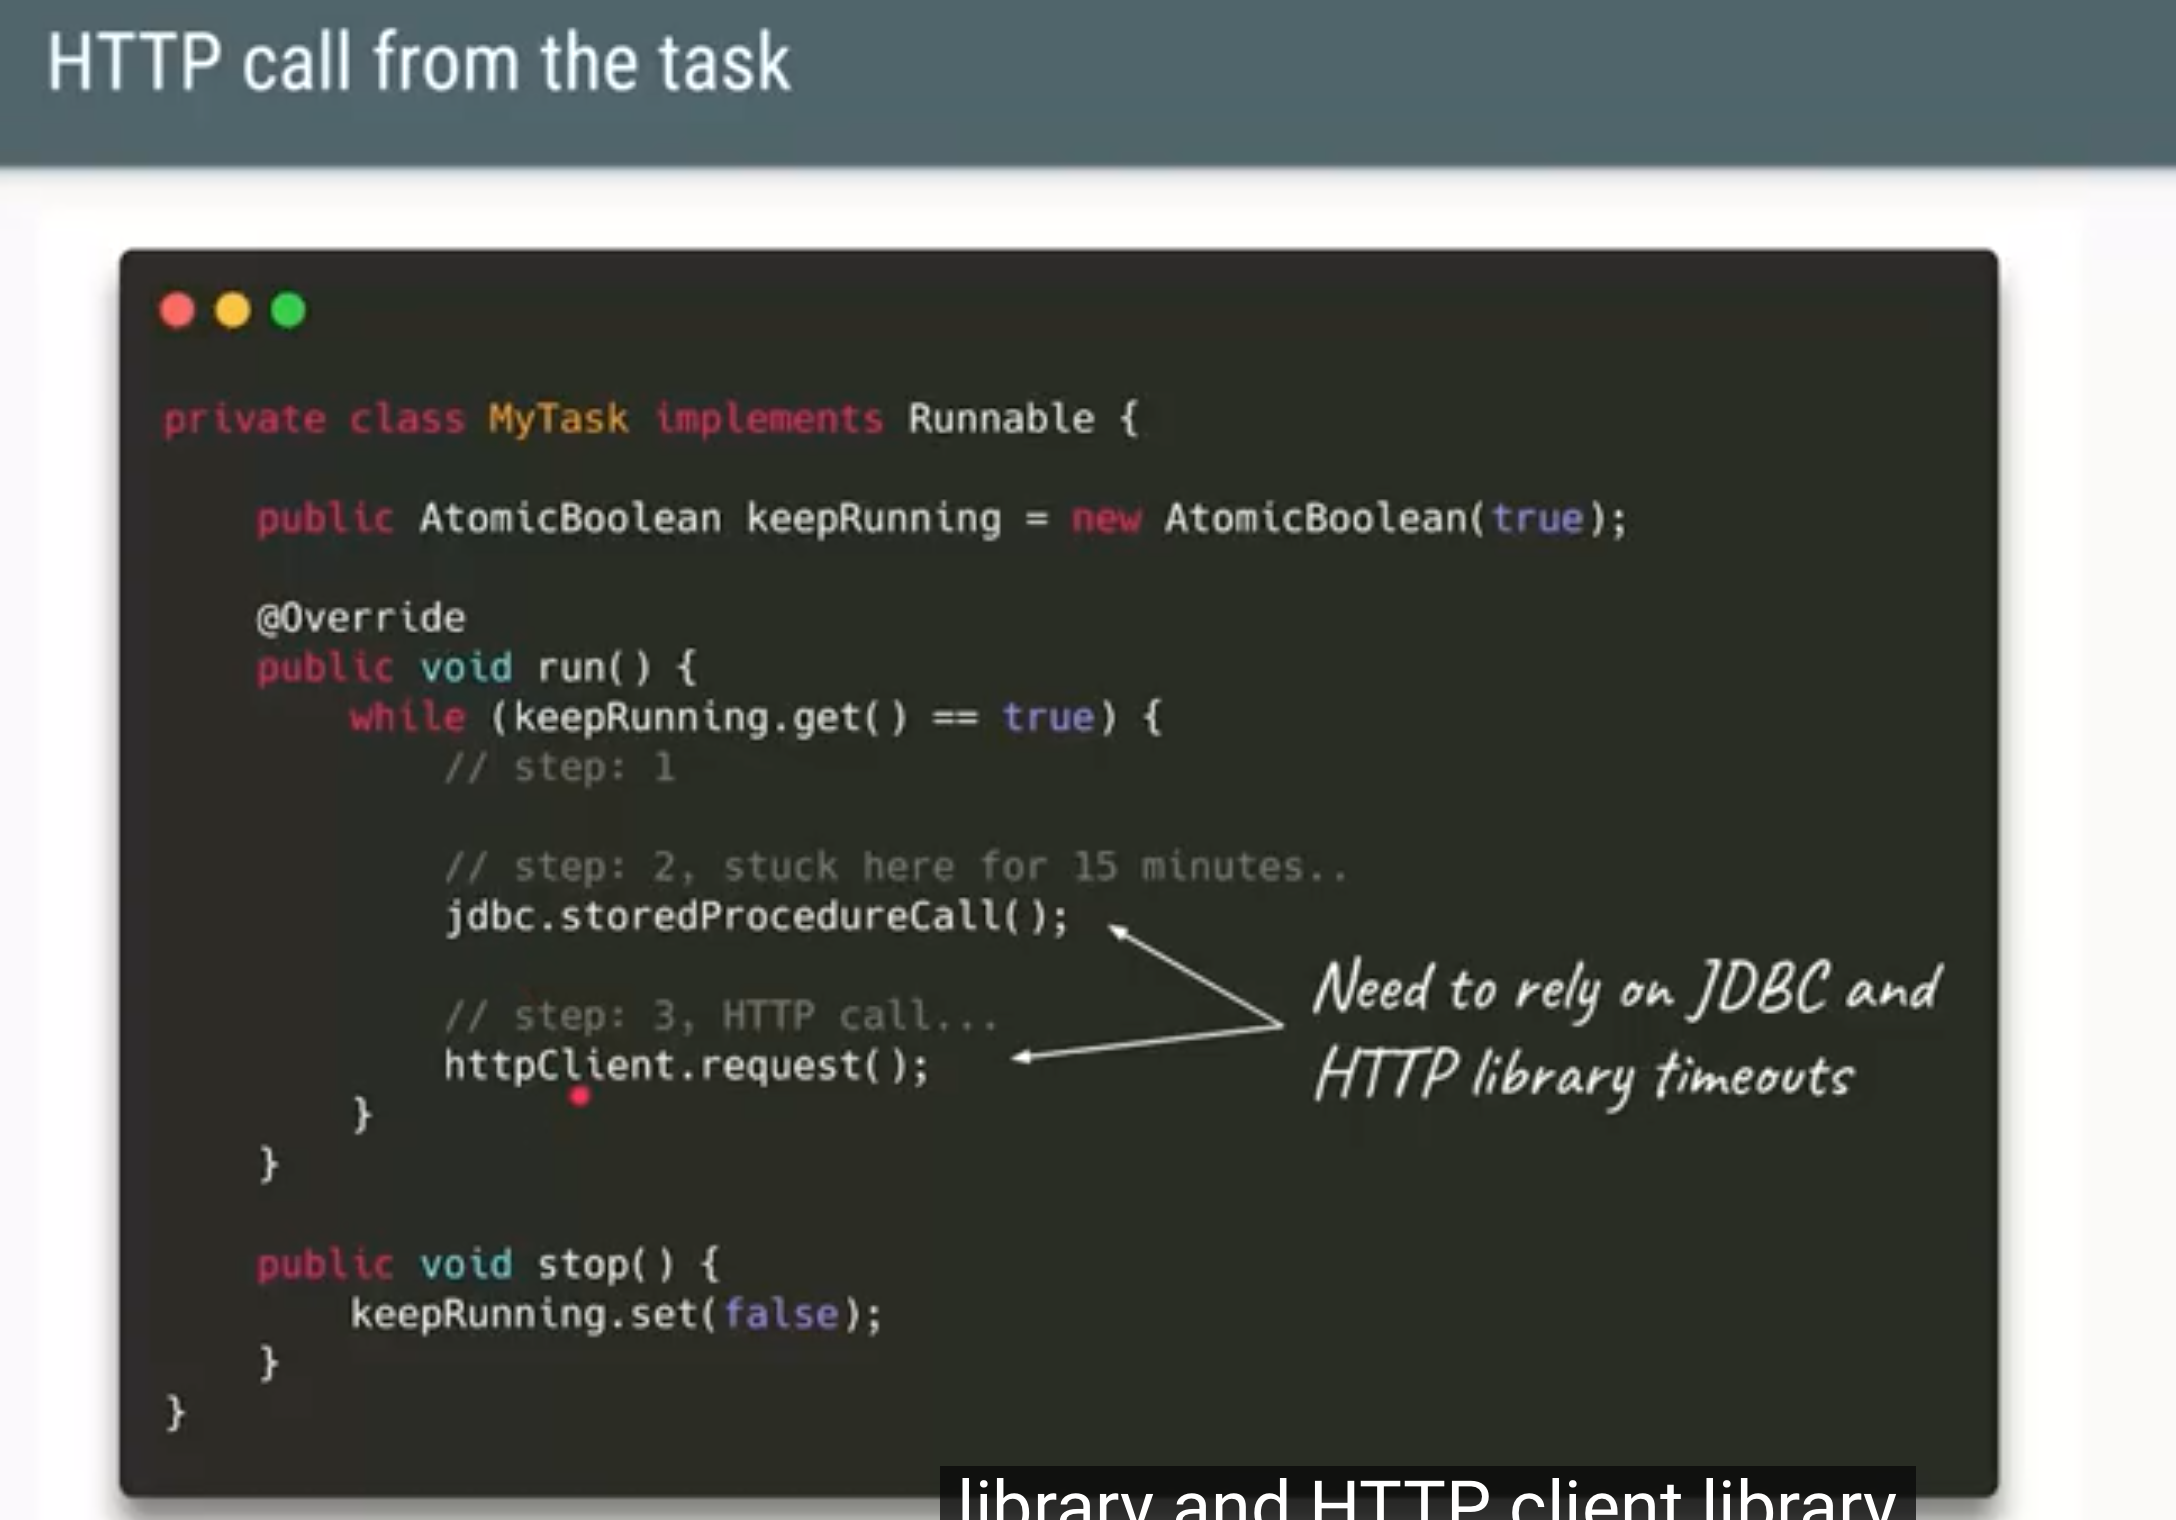 HTTP call from the task
private class MyTask implements Runnable {
public AtomicBoolean keepRunning = new AtomicBoolean(true);
@Override
public void run() {
while (keepRunning.get() == true) {
// step: 1
// step: 2, stuck here for 15 minutes..
jdbc.storedProcedureCall();
// step: 3, HTTP call...
httpClient.request();
}
}
public void stop() {
keepRunning.set(false);
}
}
Need to rely on JDBC and
HTTP library timeouts
library and HTTP client library